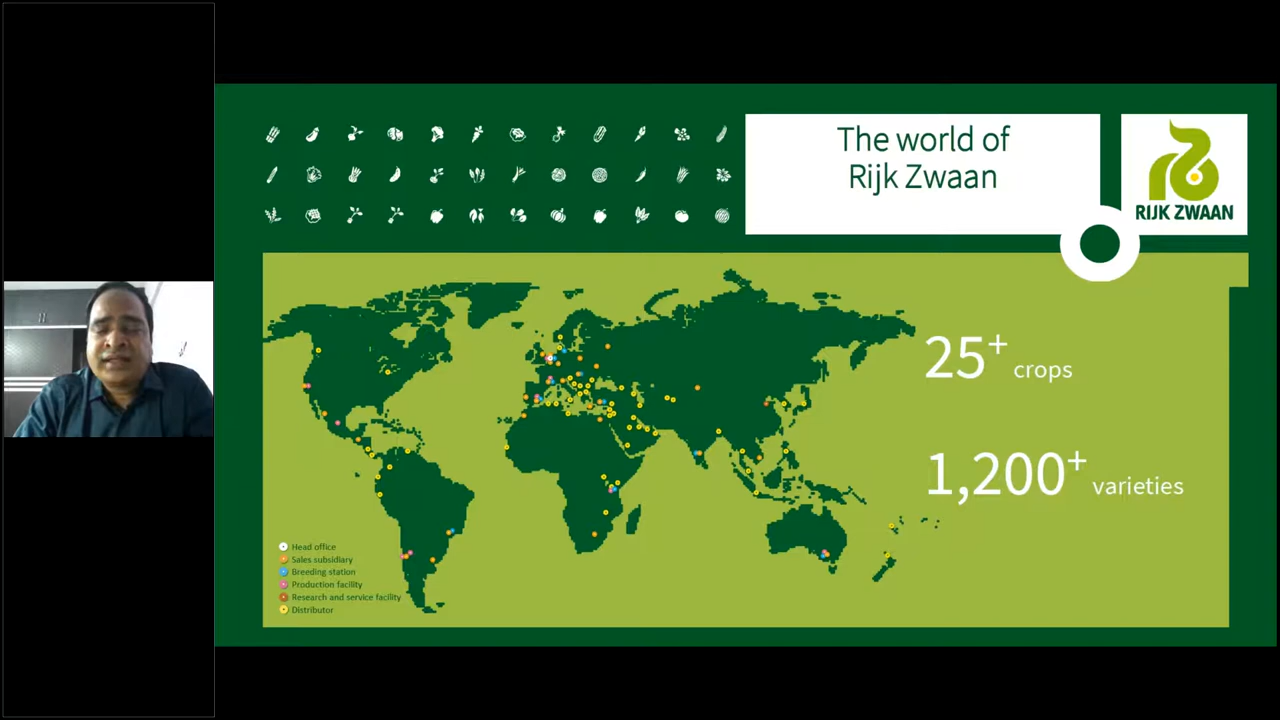 The world of
Rijk Zwaan
RIJK ZWAAN
25+ crops
1,200+ varieties
Head office
Sales subsidiary
Breeding station
Production facility
Research and service facility
Distributor